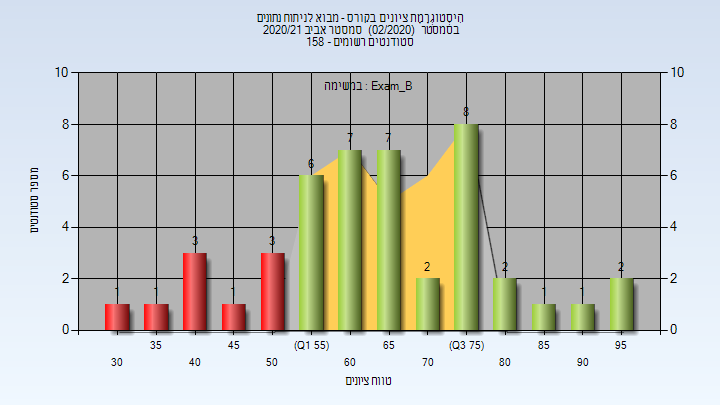 היסטוגרמת ציונים בקורס - מבוא לניתוח נתונים
בסמסטר (02/2020) סמסטר אביב 2020/21
סטודנטים רשומים - 158
במשימה : Exam_B
מספר סטודנטים
10 10
8 8
6 6
4 4
2 2
0 0
1 1 3 1 3 6 7 7 2 8 2 1 1 2
35 45 (Q1 55) 65 (Q3 75) 85 95
30 40 50 60 70 80 90
טווח ציונים